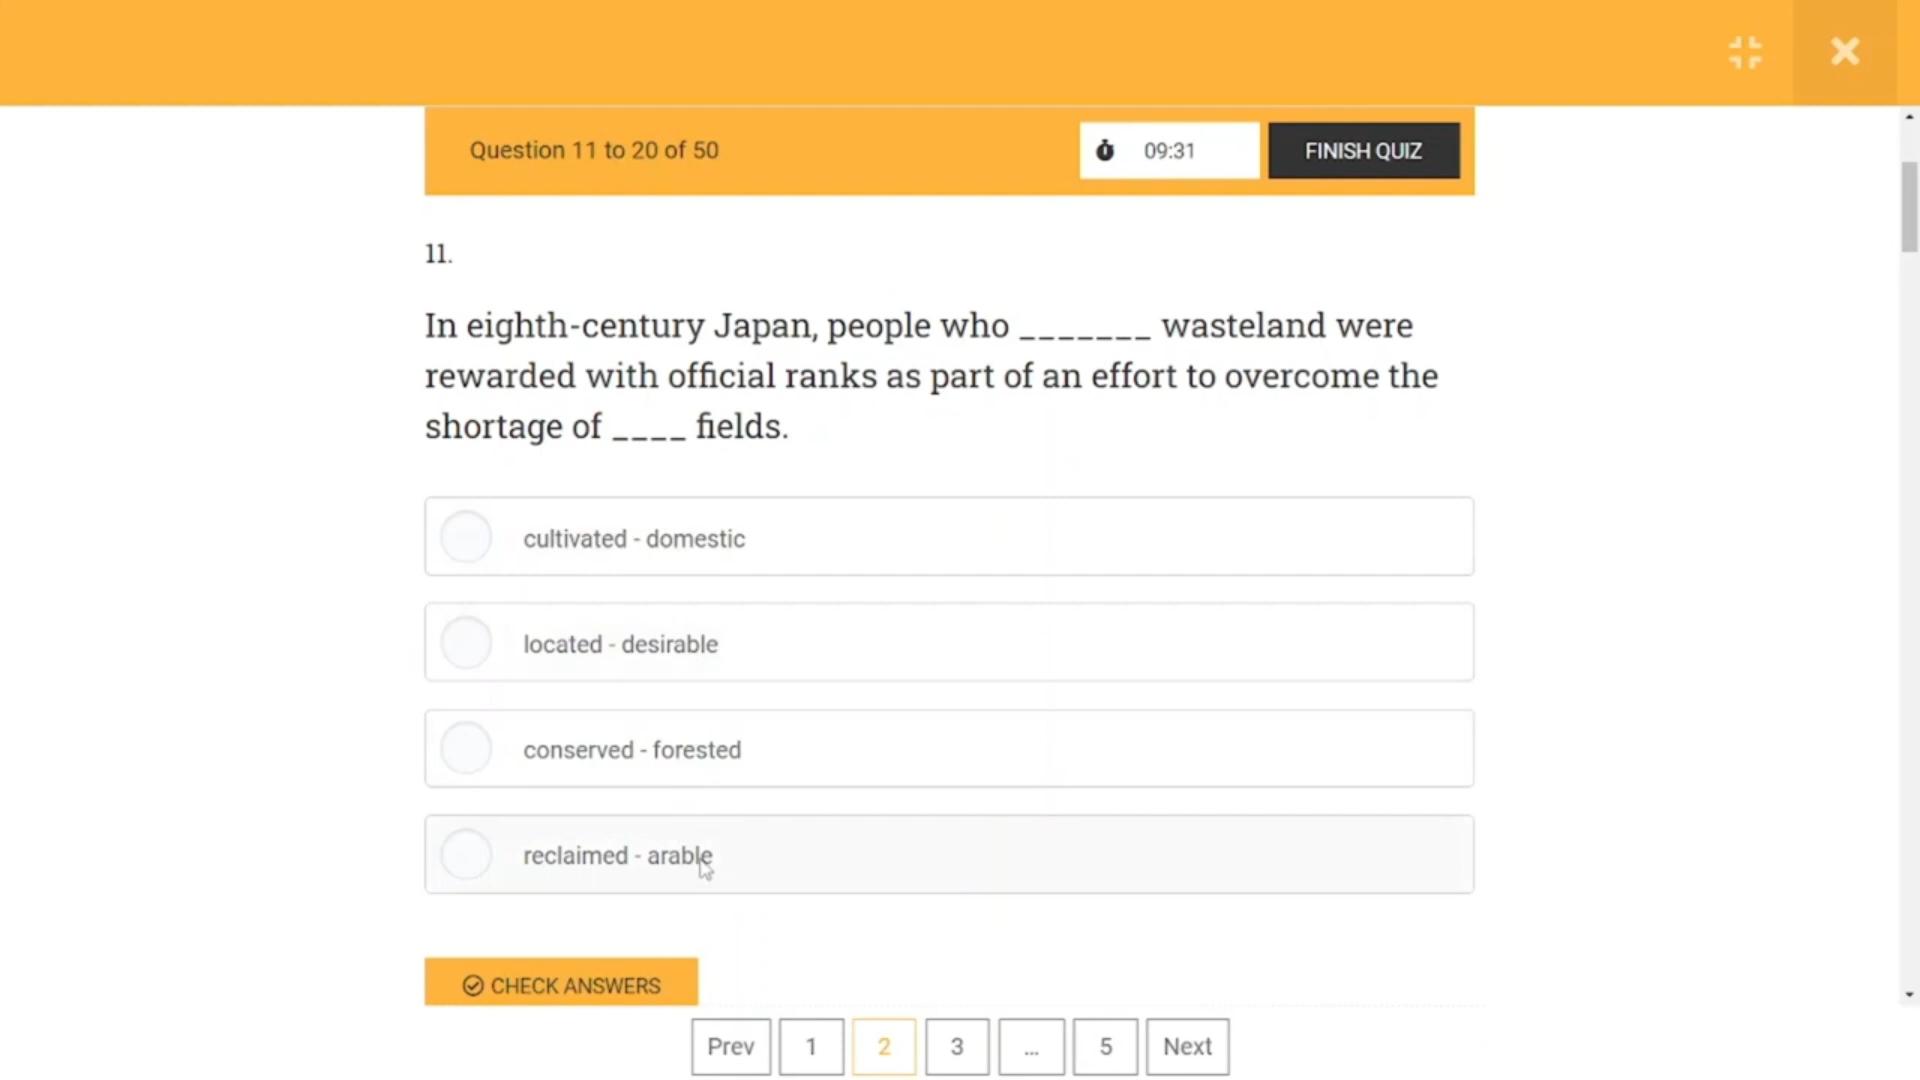 Question 11 to 20 of 50
09:31
FINISH QUIZ
11.
In eighth-century Japan, people who _______ wasteland were
rewarded with official ranks as part of an effort to overcome the
shortage of ____ fields.
cultivated - domestic
located - desirable
conserved - forested
reclaimed - arable
CHECK ANSWERS
Prev 1 2 3 ... 5 Next